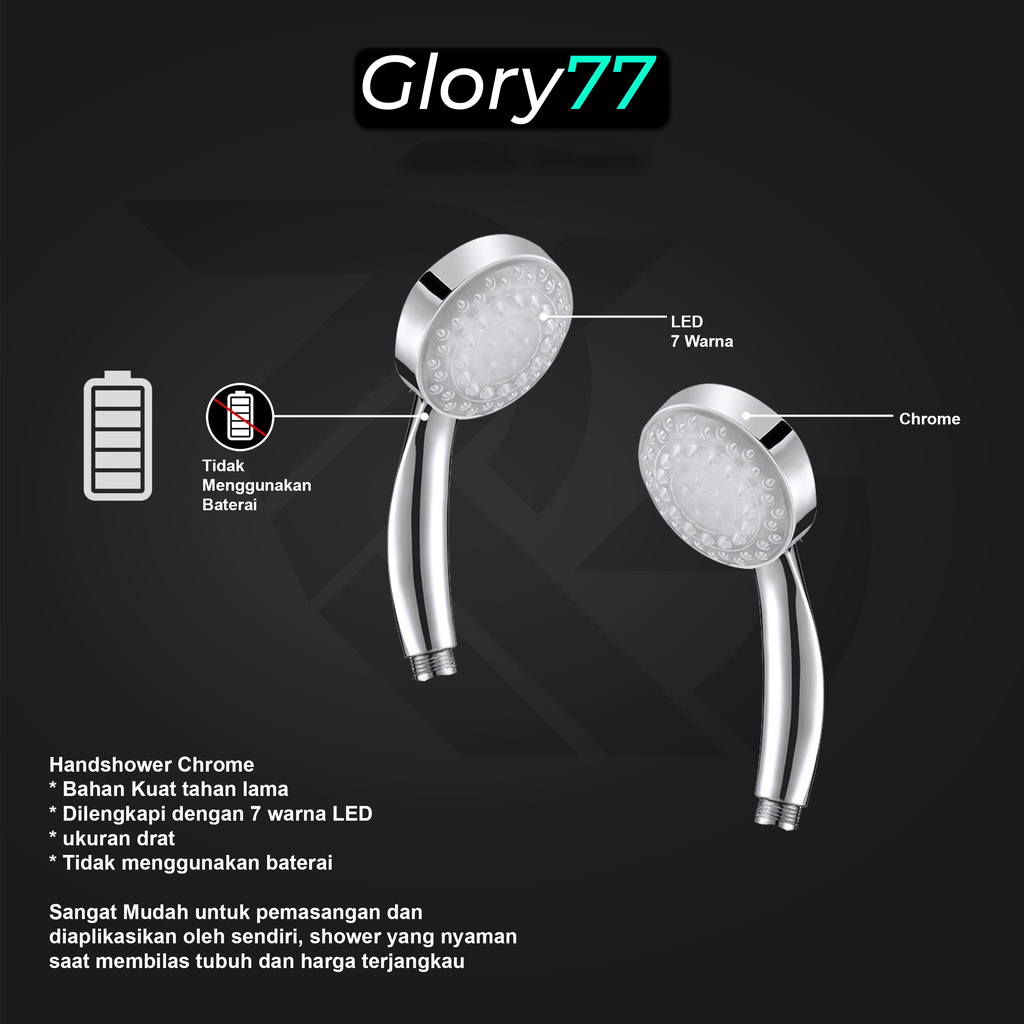 Glory77
LED
7 Warna
Chrome
Tidak
Menggunakan
Baterai
Handshower Chrome
* Bahan Kuat tahan lama
* Dilengkapi dengan 7 warna LED
* ukuran drat
* Tidak menggunakan baterai
Sangat Mudah untuk pemasangan dan
diaplikasikan oleh sendiri, shower yang nyaman
saat membilas tubuh dan harga terjangkau